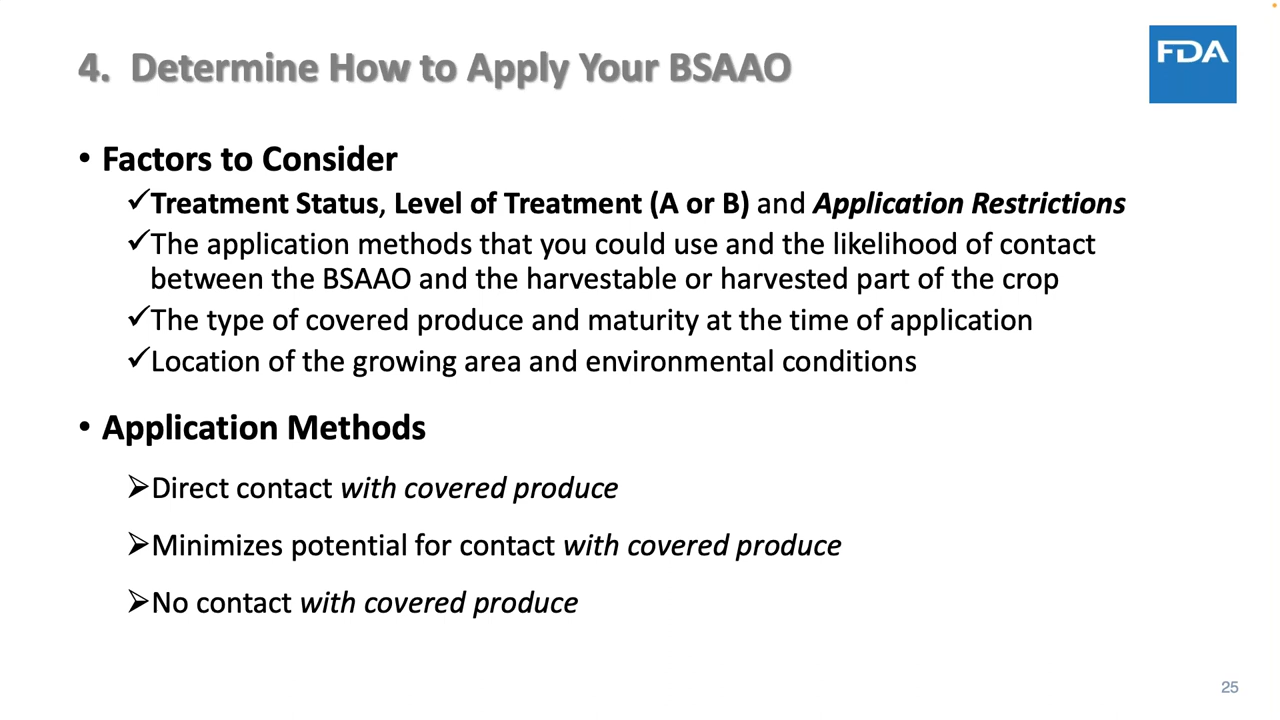 4. Determine How to Apply Your BSAAO
FDA
• Factors to Consider
✓Treatment Status, Level of Treatment (A or B) and Application Restrictions
✓The application methods that you could use and the likelihood of contact
between the BSAAO and the harvestable or harvested part of the crop
✓The type of covered produce and maturity at the time of application
✓Location of the growing area and environmental conditions
• Application Methods
➢Direct contact with covered produce
➢Minimizes potential for contact with covered produce
➢No contact with covered produce
25